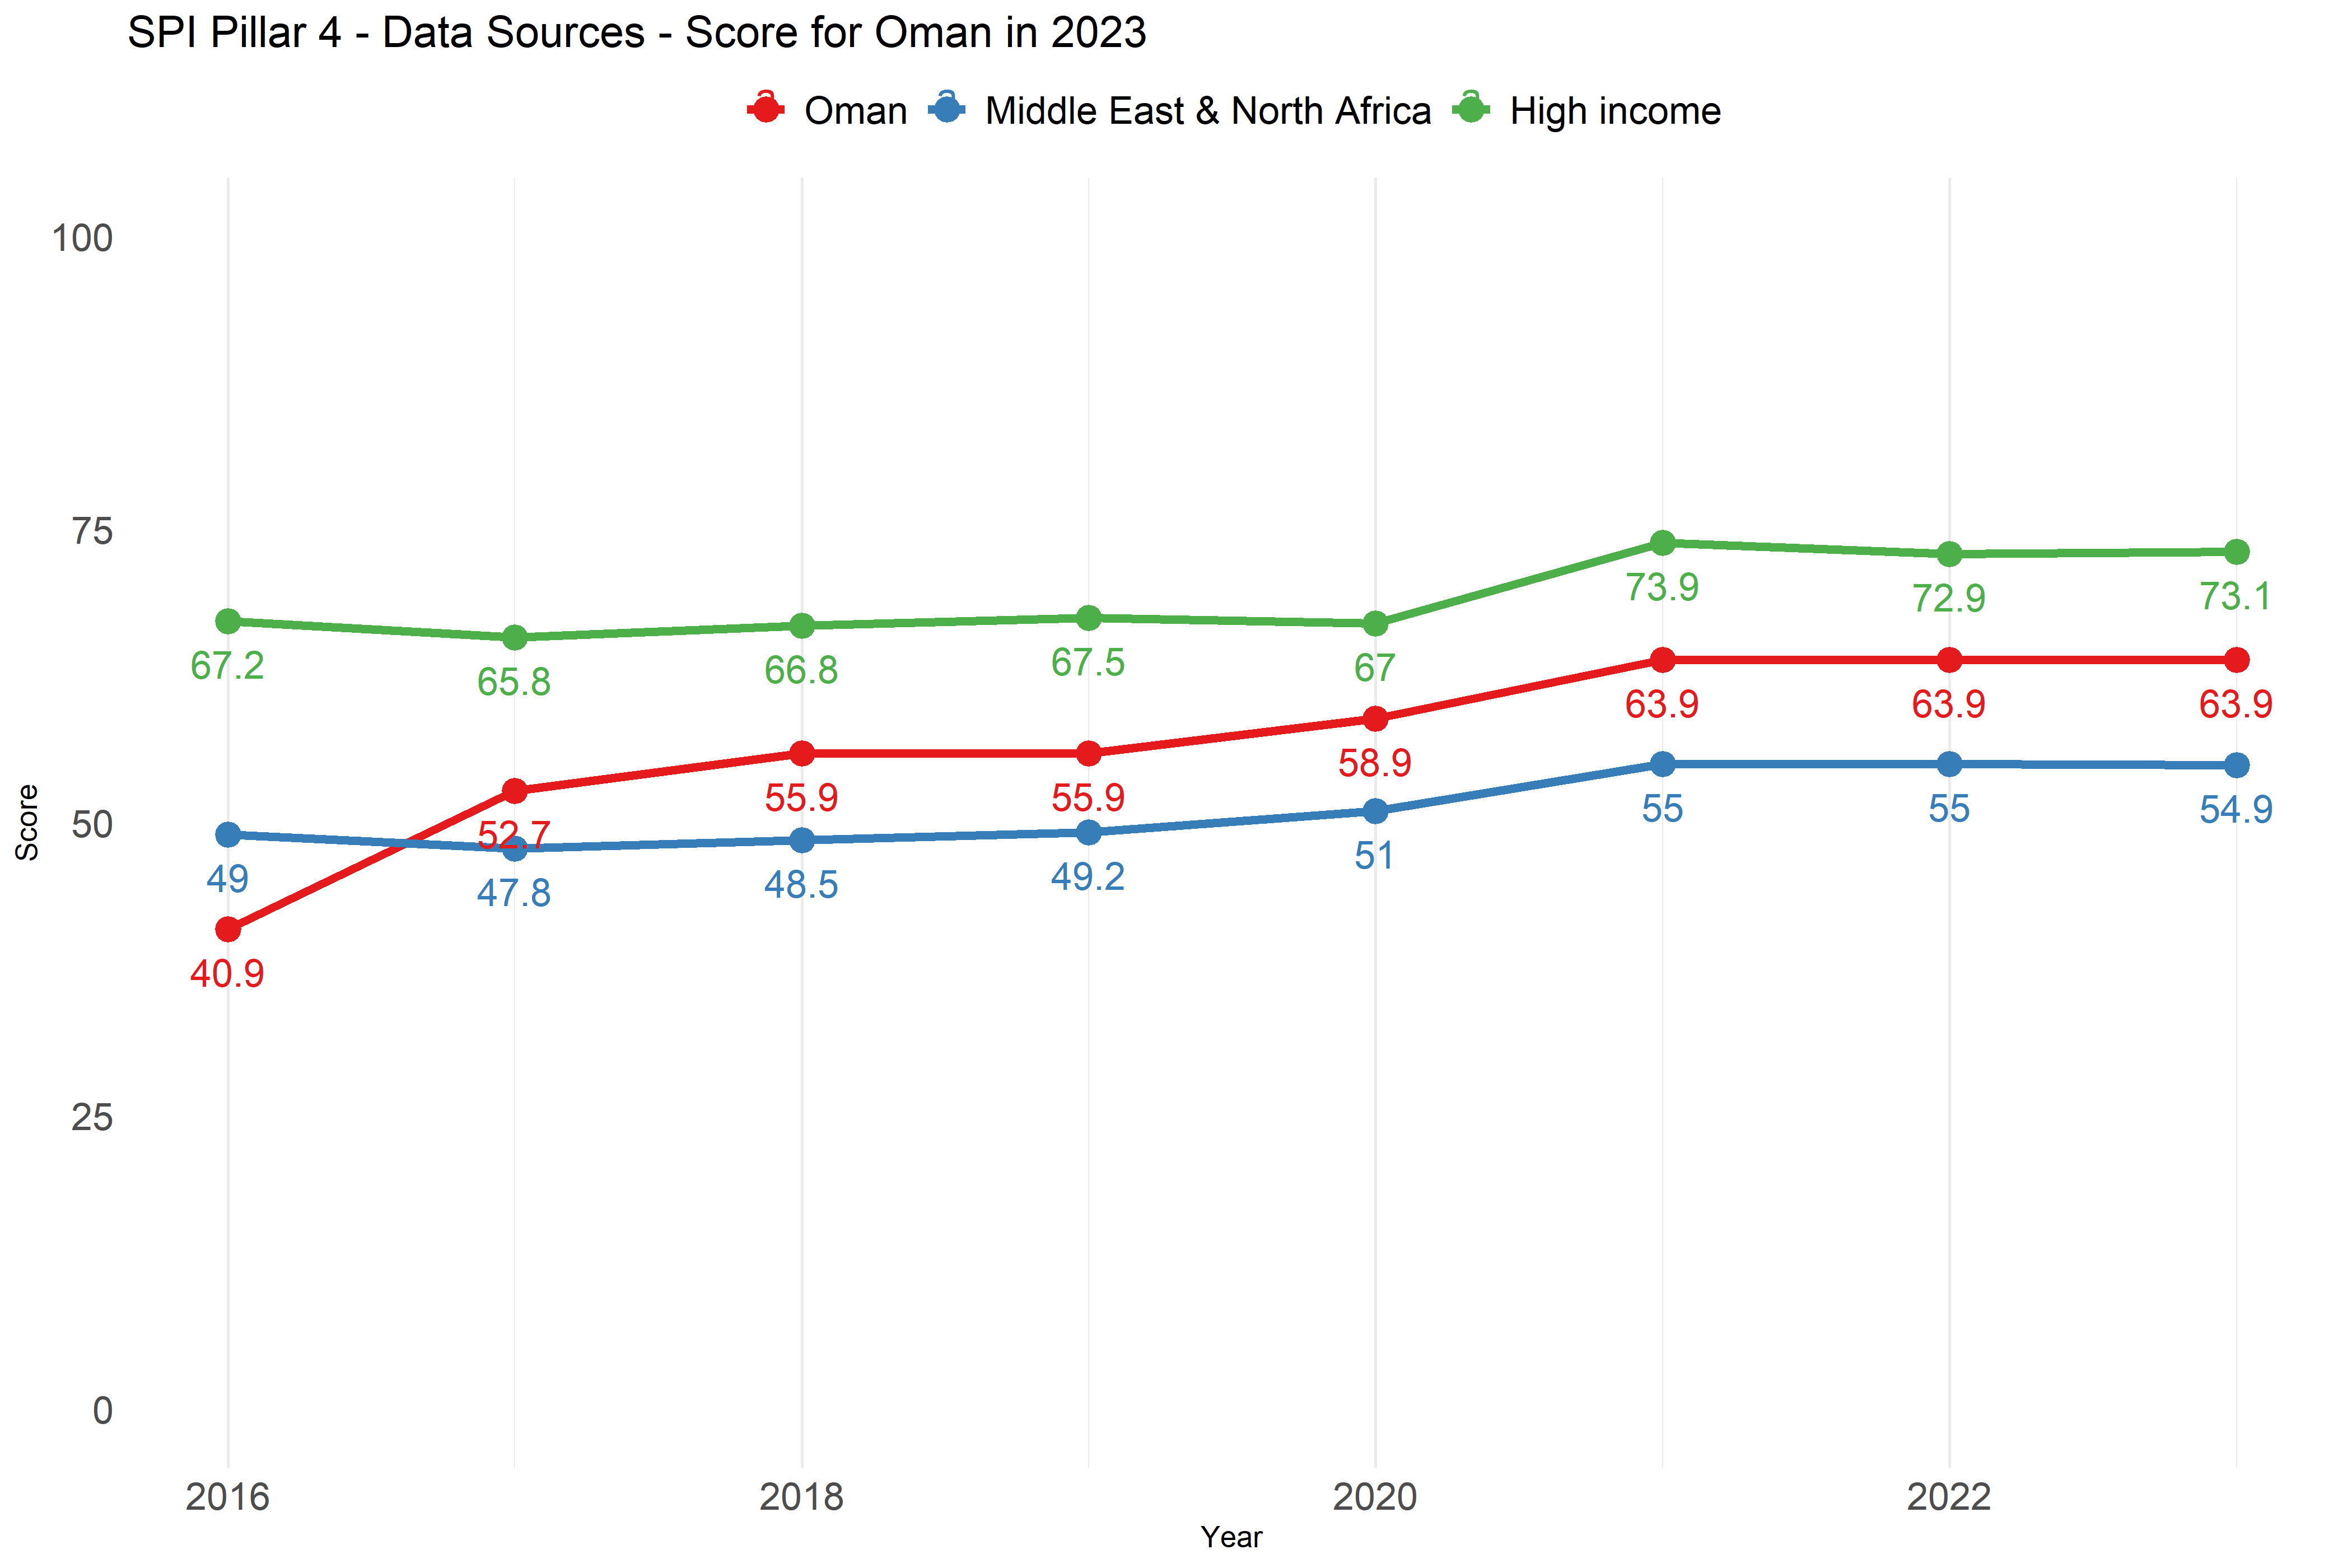 SPI Pillar 4 - Data Sources - Score for Oman in 2023
a Oman a Middle East & North Africa a High income
100
75
50
25
0
Score
67.2 65.8 66.8 67.5 67 73.9 72.9 73.1
40.9 52.7 55.9 55.9 58.9 63.9 63.9 63.9
49 47.8 48.5 49.2 51 55 55 54.9
2016 2018 2020 2022
Year